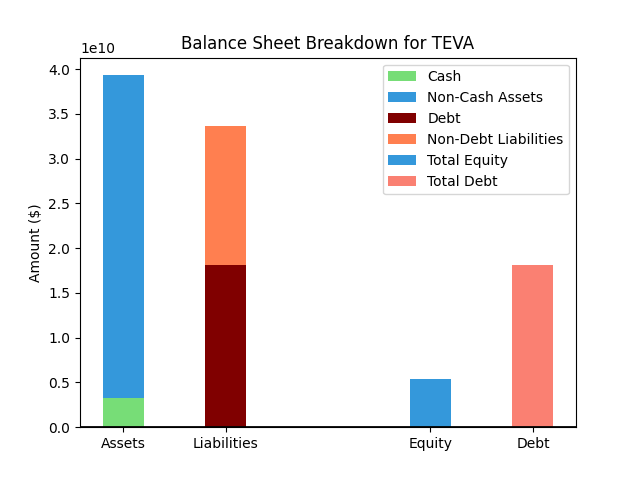 Balance Sheet Breakdown for TEVA
1e10
4.0
3.5
3.0
2.5
2.0
1.5
1.0
0.5
0.0
Amount ($)
Cash
Non-Cash Assets
Debt
Non-Debt Liabilities
Total Equity
Total Debt
Assets
Liabilities
Equity
Debt